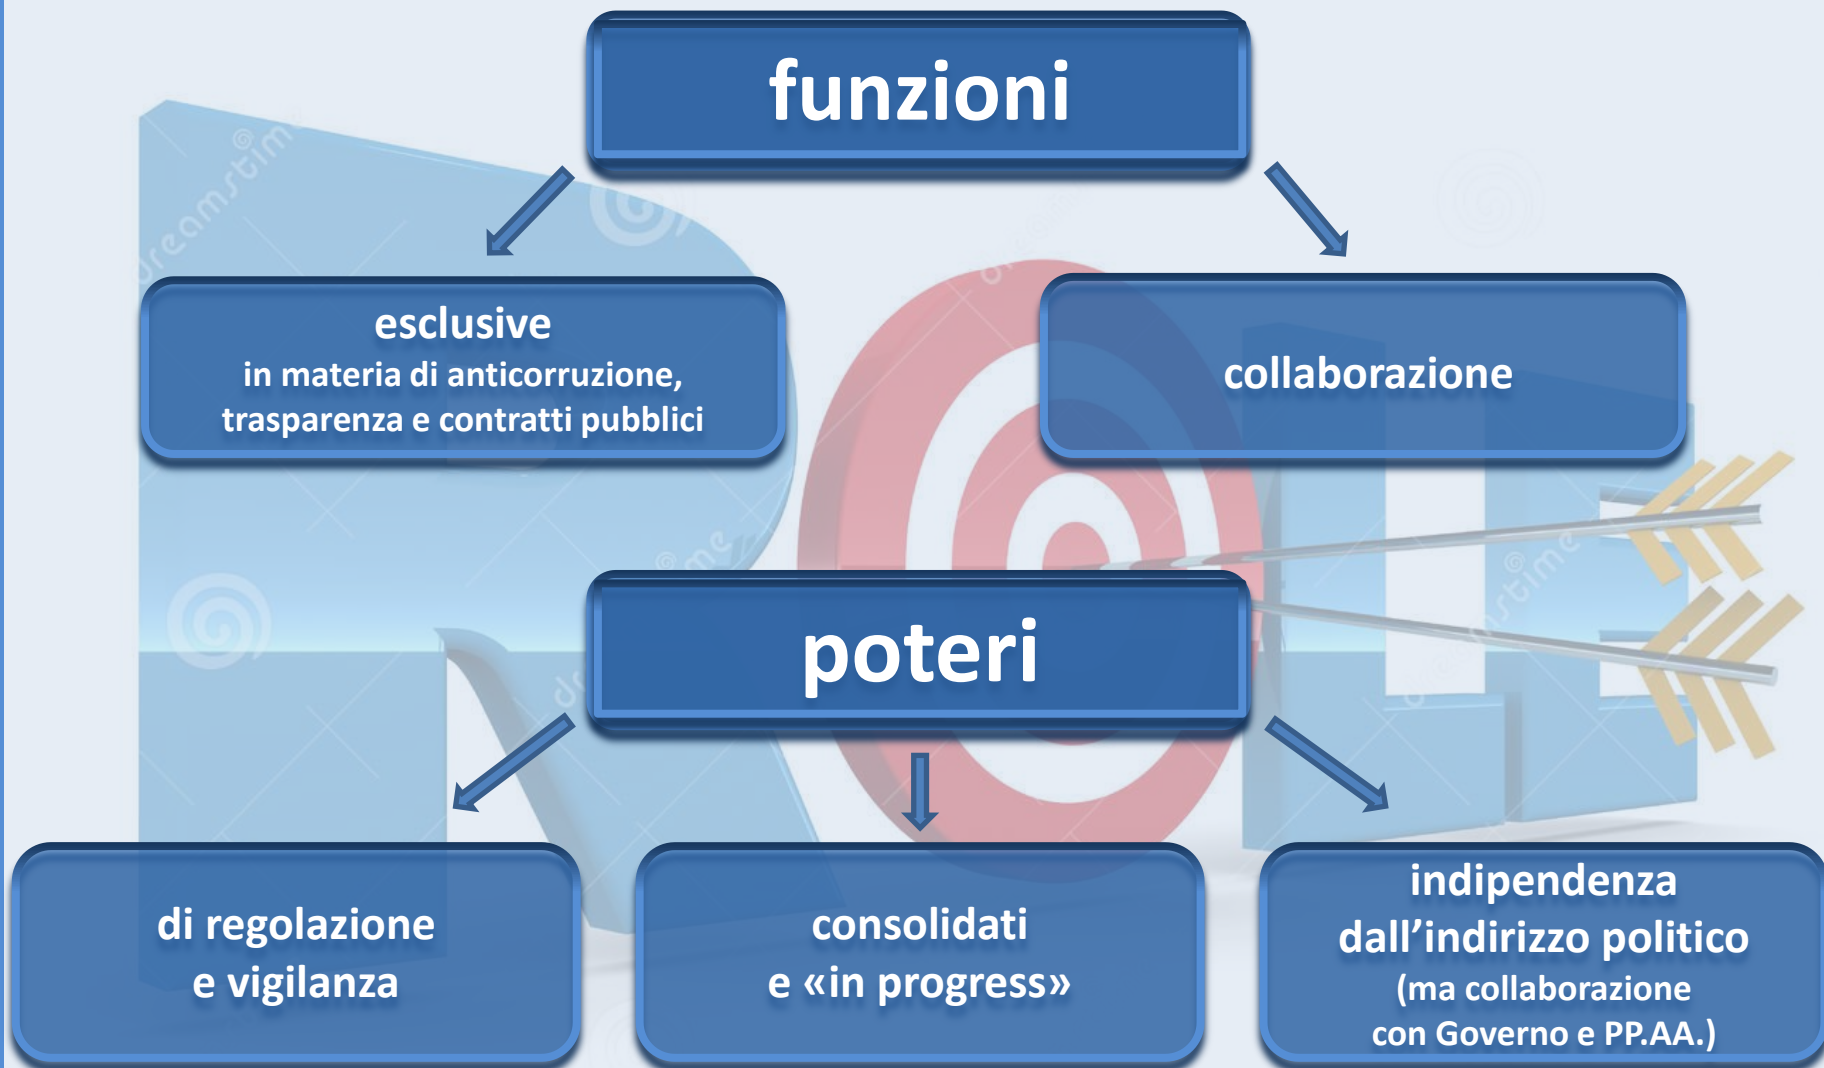 funzioni
esclusive
in materia di anticorruzione,
trasparenza e contratti pubblici
collaborazione
poteri
di regolazione
e vigilanza
consolidati
e «in progress»
indipendenza
dall’indirizzo politico
(ma collaborazione
con Governo e PP.AA.)
dreamstime